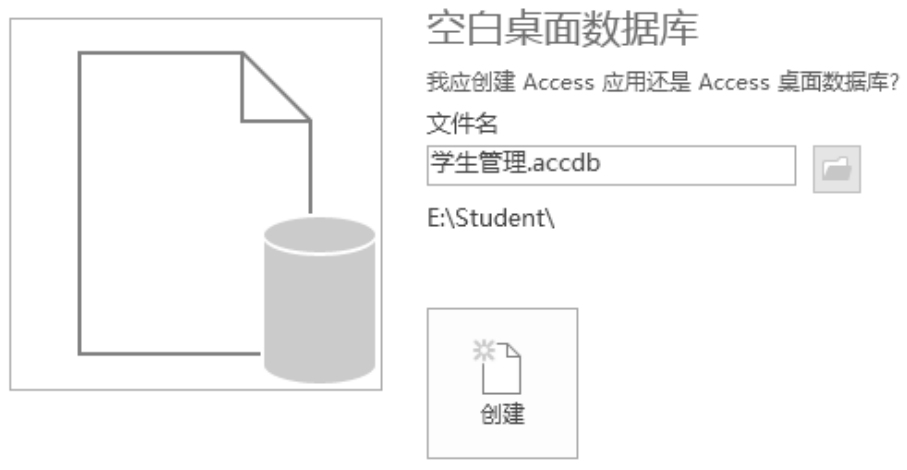 空白桌面数据库
我应创建 Access 应用还是 Access 桌面数据库?
文件名
学生管理.accdb
E:\Student\
创建